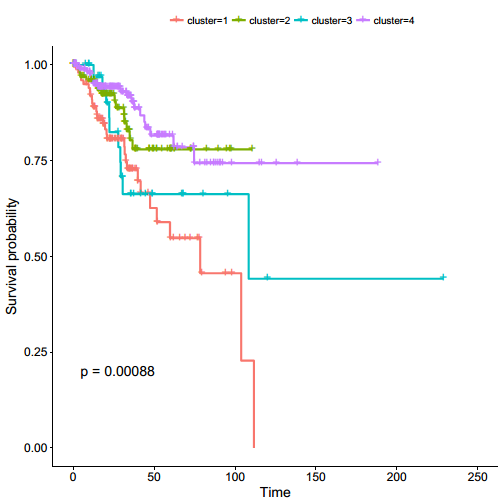 cluster=1 cluster=2 cluster=3 cluster=4
1.00
0.75
0.50
0.25
0.00
Survival probability
p = 0.00088
0 50 100 150 200 250
Time